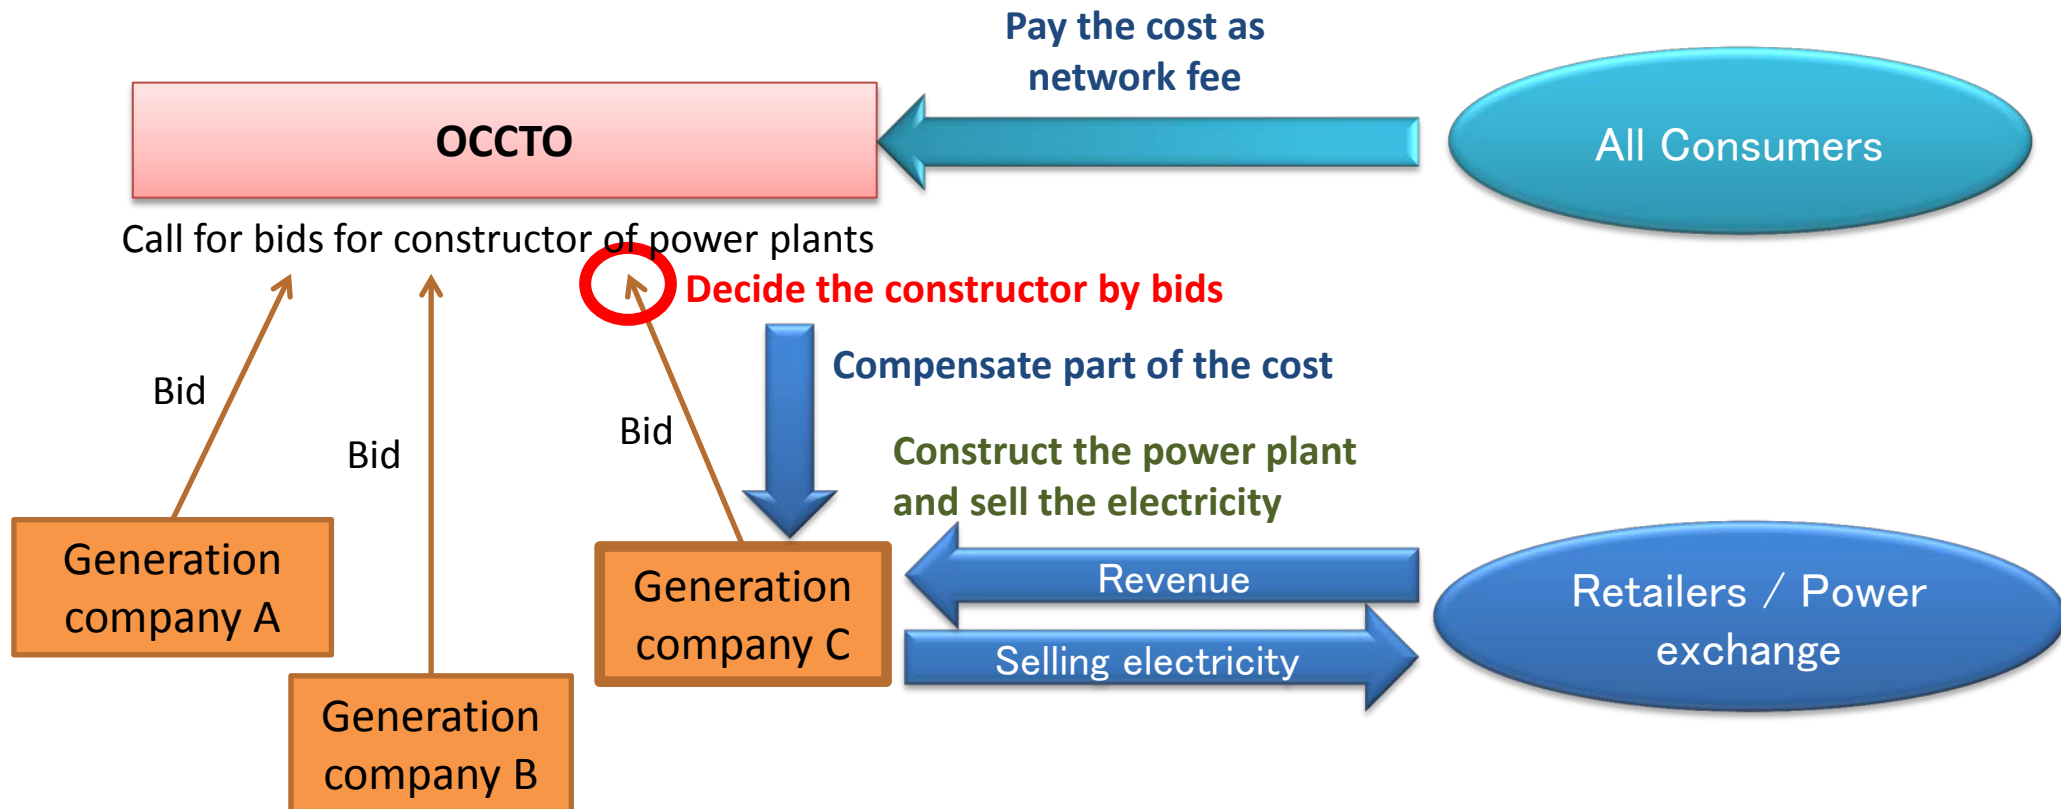 Pay the cost as
network fee
OCCTO
All Consumers
Call for bids for constructor of power plants
Decide the constructor by bids
Compensate part of the cost
Bid
Bid
Bid
Construct the power plant
and sell the electricity
Generation
company A
Generation
company B
Generation
company C
Revenue
Selling electricity
Retailers / Power
exchange